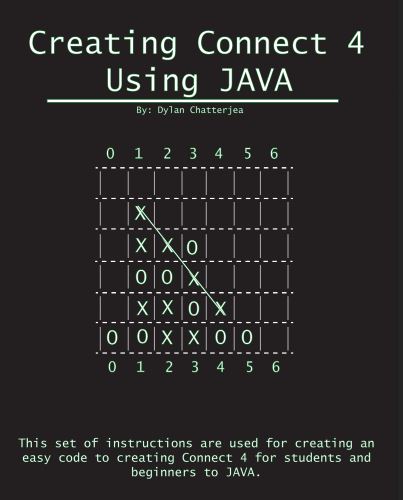 Creating Connect 4
Using JAVA
By: Dylan Chatterjea
0 1 2 3 4 5 6
X
X X O
O O X
X X O X
O O X X O O
0 1 2 3 4 5 6
This set of instructions are used for creating an
easy code to creating Connect 4 for students and
beginners to JAVA.